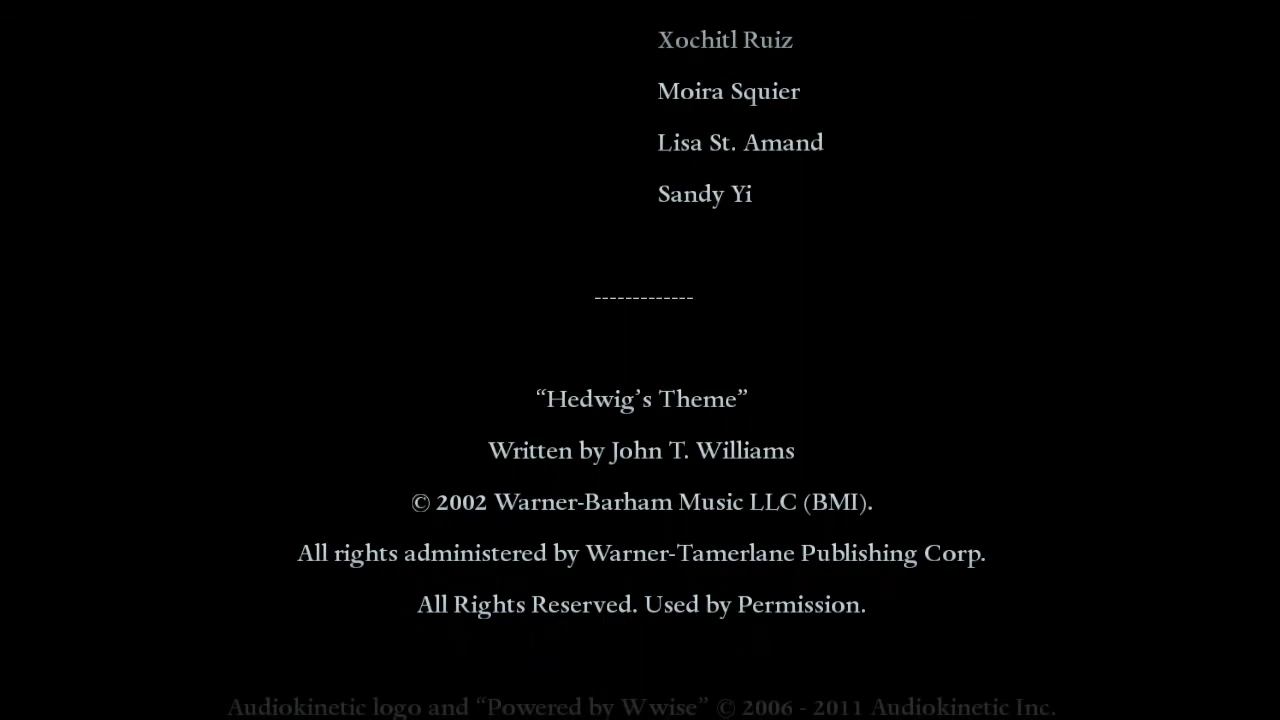 Xochitl Ruiz
Moira Squier
Lisa St. Amand
Sandy Yi
-------------
“Hedwig’s Theme”
Written by John T. Williams
© 2002 Warner-Barham Music LLC (BMI).
All rights administered by Warner-Tamerlane Publishing Corp.
All Rights Reserved. Used by Permission.
Audiokinetic logo and “Powered by Wwise” © 2006 - 2011 Audiokinetic Inc.